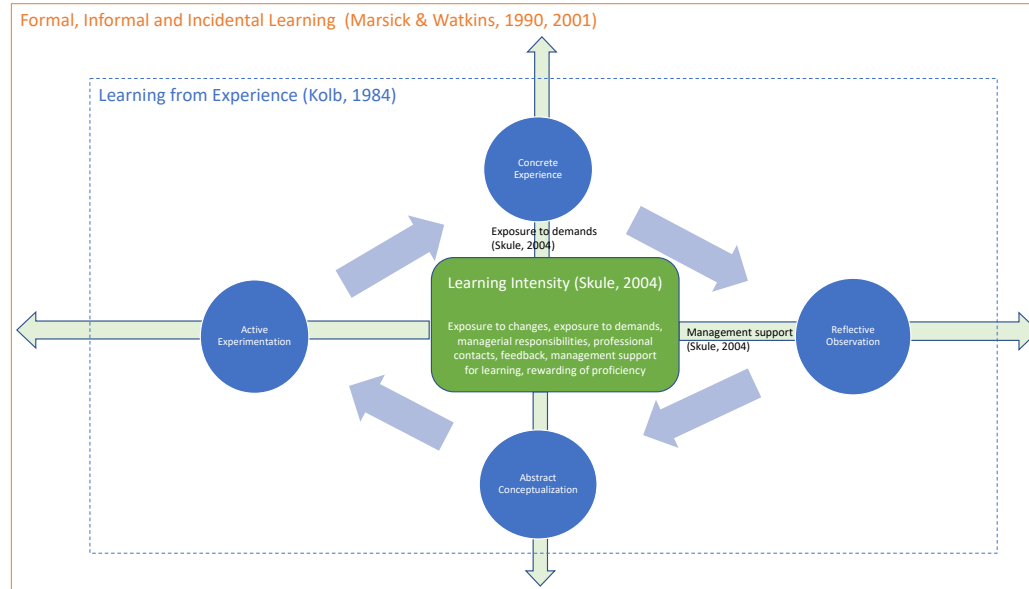 Formal, Informal and Incidental Learning (Marsick & Watkins, 1990, 2001)
Learning from Experience (Kolb, 1984)
Concrete
Experience
Exposure to demands
(Skule, 2004)
Learning Intensity (Skule, 2004)
Exposure to changes, exposure to demands,
managerial responsibilities, professional
contacts, feedback, management support
for learning, rewarding of proficiency
Active
Experimentation
Management support
(Skule, 2004)
Reflective
Observation
Abstract
Conceptualization